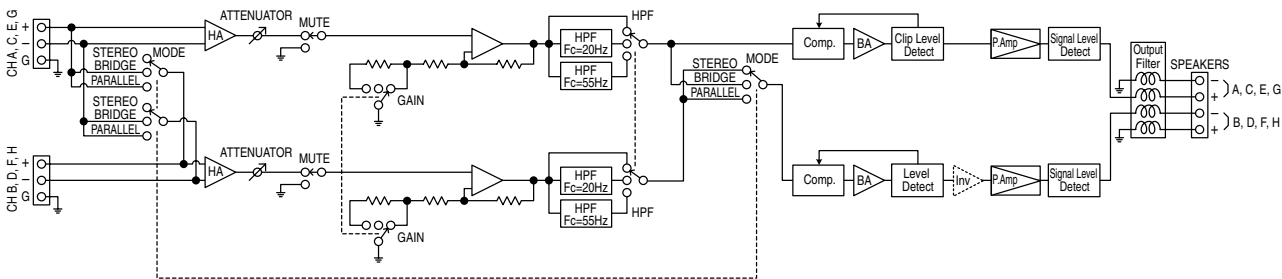 CH A, C, E, G
+
−
G
HA
ATTENUATOR
MUTE
STEREO
BRIDGE
PARALLEL
MODE
STEREO
BRIDGE
PARALLEL
GAIN
HPF
HPF
Fc=20Hz
HPF
Fc=55Hz
STEREO
BRIDGE
PARALLEL
MODE
Comp.
BA
Clip Level
Detect
P.Amp
Signal Level
Detect
Output
Filter
SPEAKERS
−
+
A, C, E, G
−
+
B, D, F, H
CH B, D, F, H
+
−
G
HA
ATTENUATOR
MUTE
GAIN
HPF
Fc=20Hz
HPF
Fc=55Hz
HPF
Comp.
BA
Level
Detect
Inv
P.Amp
Signal Level
Detect